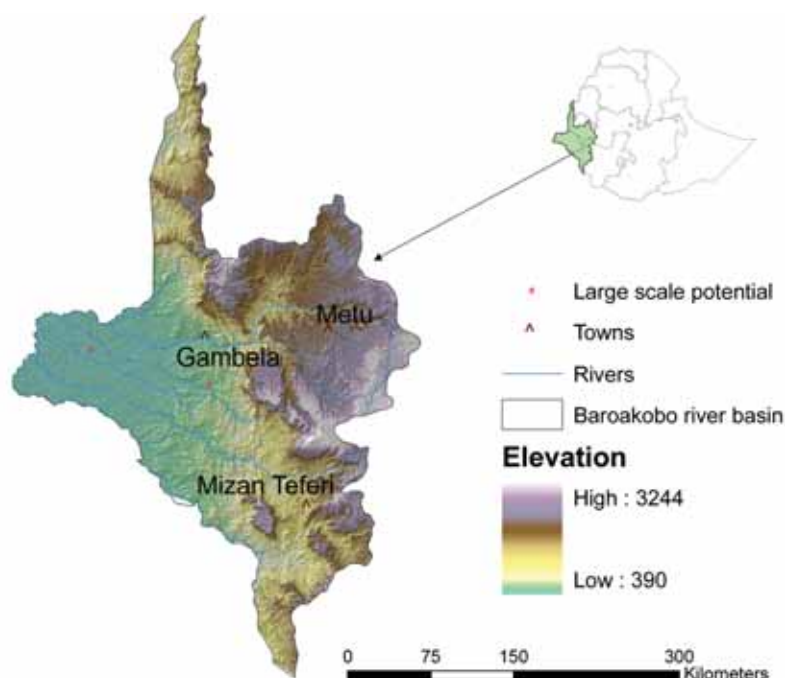 Metu
Gambela
Mizan Teferi
Large scale potential
Towns
Rivers
Baroakobo river basin
Elevation
High : 3244
Low : 390
0 75 150 300
Kilometers